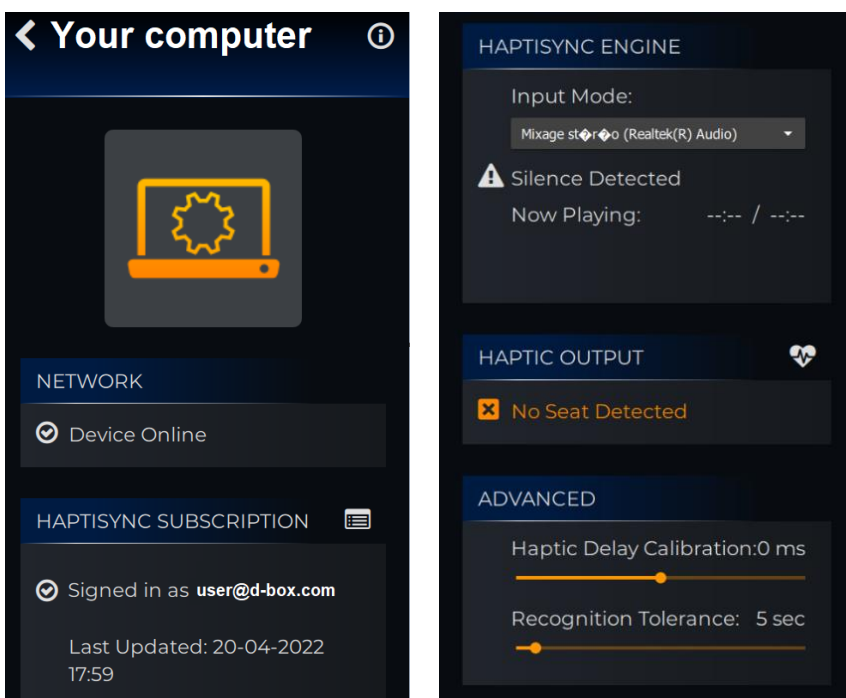 Your computer
NETWORK
Device Online
HAPTISYNC SUBSCRIPTION
Signed in as user@d-box.com
Last Updated: 20-04-2022
17:59
HAPTISYNC ENGINE
Input Mode:
Mixage st�r�o (Realtek(R) Audio)
Silence Detected
Now Playing: --:-- / --:--
HAPTIC OUTPUT
No Seat Detected
ADVANCED
Haptic Delay Calibration:0 ms
Recognition Tolerance: 5 sec